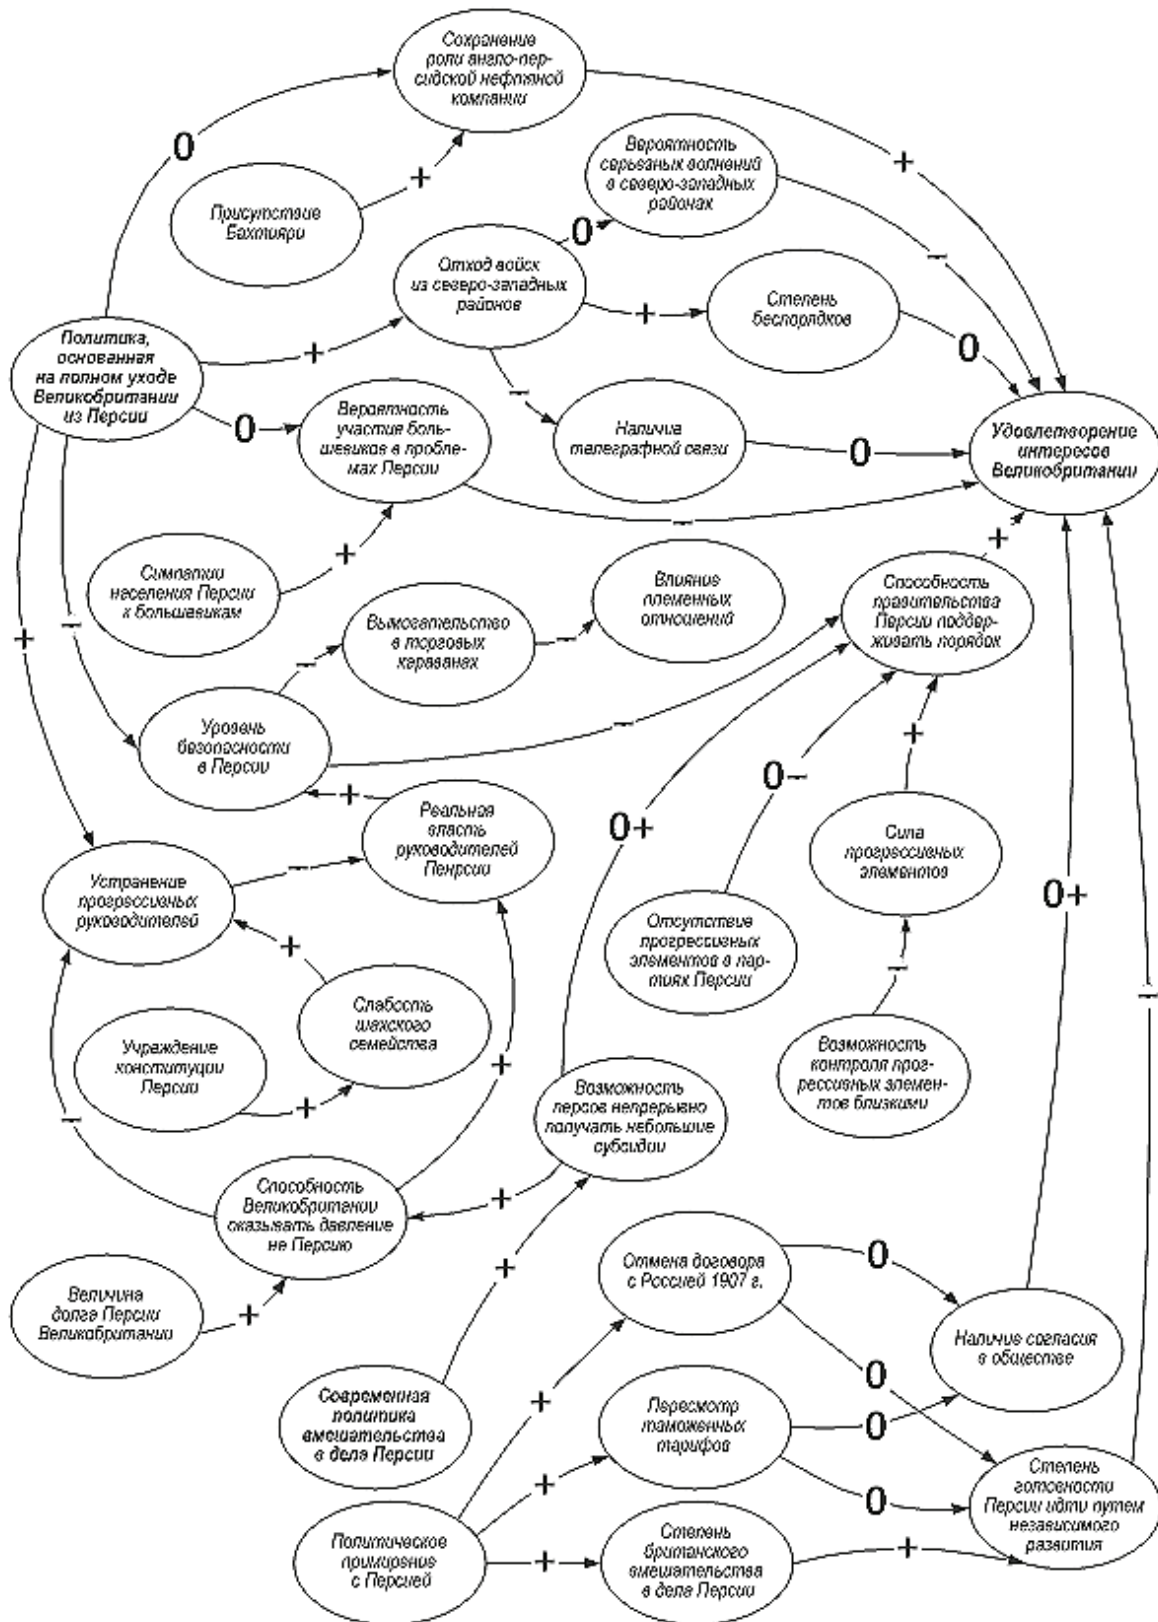 Сохранение
роли англо-пер-
сидской нефтяной
компании
0
+
Вероятность
серьезных волнений
в северо-западных
районах
+
Присутствие
Бахтияри
0
–
Отход войск
из северо-западных
районов
+
Степень
беспорядков
0
Политика,
основанная
на полном уходе
Великобритании
из Персии
+
–
0
Вероятность
участия боль-
шевиков в пробле-
мах Персии
Наличие
телеграфной связи
0
Удовлетворение
интересов
Великобритании
–
+
Симпатии
населения Персии
к большевикам
+
Вымогательство
в торговых
караванах
–
Влияние
племенных
отношений
Способность
правительства
Персии поддер-
живать порядок
+
–
–
Уровень
безопасности
в Персии
–
+
Реальная
власть
руководителей
Пенрсии
0+
0–
+
Сила
прогрессивных
элементов
Устранение
прогрессивных
руководителей
–
Отсутствие
прогрессивных
элементов в пар-
тиях Персии
0+
+
Слабость
шахского
семейства
–
–
Учреждение
конституции
Персии
+
+
Возможность
персов непрерывно
получать небольшие
субсидии
Возможность
контроля прог-
рессивных элемен-
тов близкими
–
Способность
Великобритании
оказывать давление
не Персию
+
Величина
долга Персии
Великобритании
+
+
Отмена договора
с Россией 1907 г.
0
0
Наличие согласия
в обществе
Современная
политика
вмешательства
в дела Персии
+
Пересмотр
таможенных
тарифов
0
0
Степень
готовности
Персии идти путем
независимого
развития
+
Политическое
примирение
с Персией
+
Степень
британского
вмешательства
в дела Персии
+